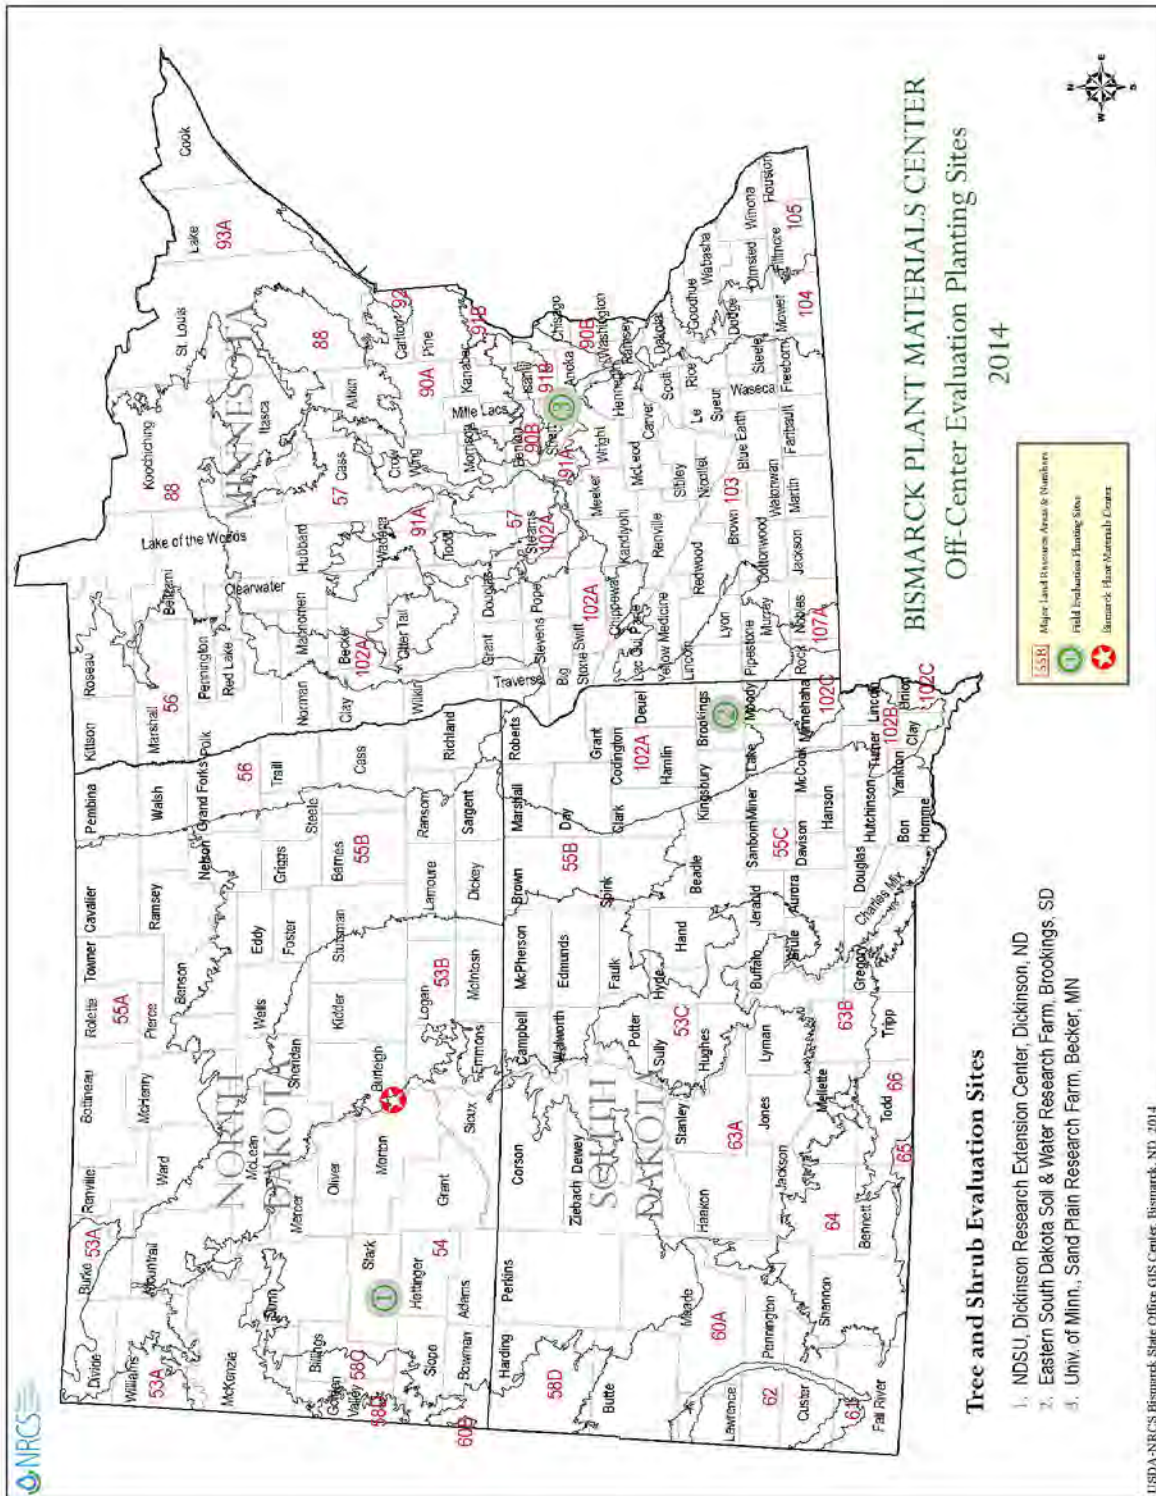 NRCS
BISMARCK PLANT MATERIALS CENTER
Off-Center Evaluation Planting Sites
2014
N
W
E
S
SSB
Major Land Resource Areas & Numbers
Field Evaluation Planting Sites
Bismarck Plant Materials Center
NORTH
DAKOTA
SOUTH
DAKOTA
MINNESOTA
Divide
Burke
53A
Renville
Bottineau
Rolette
Towner
Cavalier
Pembina
Kittson
Roseau
Lake of the Woods
Koochiching
88
St. Louis
Lake
93A
Cook
Williams
53A
Mountrail
Ward
McHenry
55A
Pierce
Benson
Ramsey
Walsh
Marshall
56
Beltrami
Pennington
Red Lake
Polk
Grand Forks
Nelson
56
McKenzie
McLean
Sheridan
Wells
Eddy
Foster
Griggs
Steele
Traill
Norman
Mahnomen
Clearwater
Hubbard
Itasca
88
Dunn
Mercer
Oliver
Billings
Golden
Valley
58C
58D
Stark
1
Morton
Burleigh
Kidder
Stutsman
Barnes
55B
Cass
Clay
Becker
102A
57
Cass
Aitkin
Carlton
92
Wadena
Crow
Wing
Otter Tail
Wilkin
91A
90A
Pine
Slope
Hettinger
54
Grant
Sioux
Emmons
Logan
53B
McIntosh
Lamoure
Dickey
Ransom
Sargent
Richland
Bowman
Adams
60B
Grant
Douglas
Todd
Morrison
Mille Lacs
Kanabec
91B
Traverse
Stevens
Pope
Stearns
57
102A
Benton
90B
Isanti
91B
Chisago
90B
Sherb
3
Anoka
91A
Washington
Ramsey
Hennepin
Wright
Big
Stone
Swift
102A
Chippewa
Kandiyohi
Meeker
McLeod
Carver
Scott
Dakota
Lac Qui Parle
Yellow Medicine
Renville
Sibley
Nicollet
Le
Sueur
Rice
Goodhue
Wabasha
Lincoln
Lyon
Redwood
Brown
103
Blue Earth
Waseca
Steele
Dodge
Olmsted
Winona
Pipestone
Murray
Cottonwood
Watonwan
Rock
Nobles
107A
Jackson
Martin
Faribault
Freeborn
Mower
104
Fillmore
105
Houston
Harding
58D
Perkins
Corson
Campbell
McPherson
Brown
Marshall
Roberts
Butte
Ziebach
Dewey
Walworth
Edmunds
55B
Day
Grant
Potter
Faulk
Spink
Clark
Codington
102A
Hamlin
Deuel
Meade
60A
Haakon
Stanley
Sully
53C
Hughes
Hyde
Hand
Beadle
Kingsbury
Brookings
2
Lawrence
Pennington
63A
Jones
Lyman
Buffalo
Jerauld
Sanborn
Miner
Lake
Moody
62
Custer
Jackson
Mellette
Brule
Aurora
55C
Davison
Hanson
McCook
Minnehaha
102C
61
Fall River
Shannon
64
Bennett
65
Todd
66
63B
Tripp
Gregory
Charles Mix
Douglas
Hutchinson
Turner
Lincoln
102B
Bon
Homme
Yankton
Clay
Union
102C
Tree and Shrub Evaluation Sites
1. NDSU, Dickinson Research Extension Center, Dickinson, ND
2. Eastern South Dakota Soil & Water Research Farm, Brookings, SD
3. Univ. of Minn., Sand Plain Research Farm, Becker, MN
USDA-NRCS Bismarck State Office GIS Center, Bismarck, ND 2014